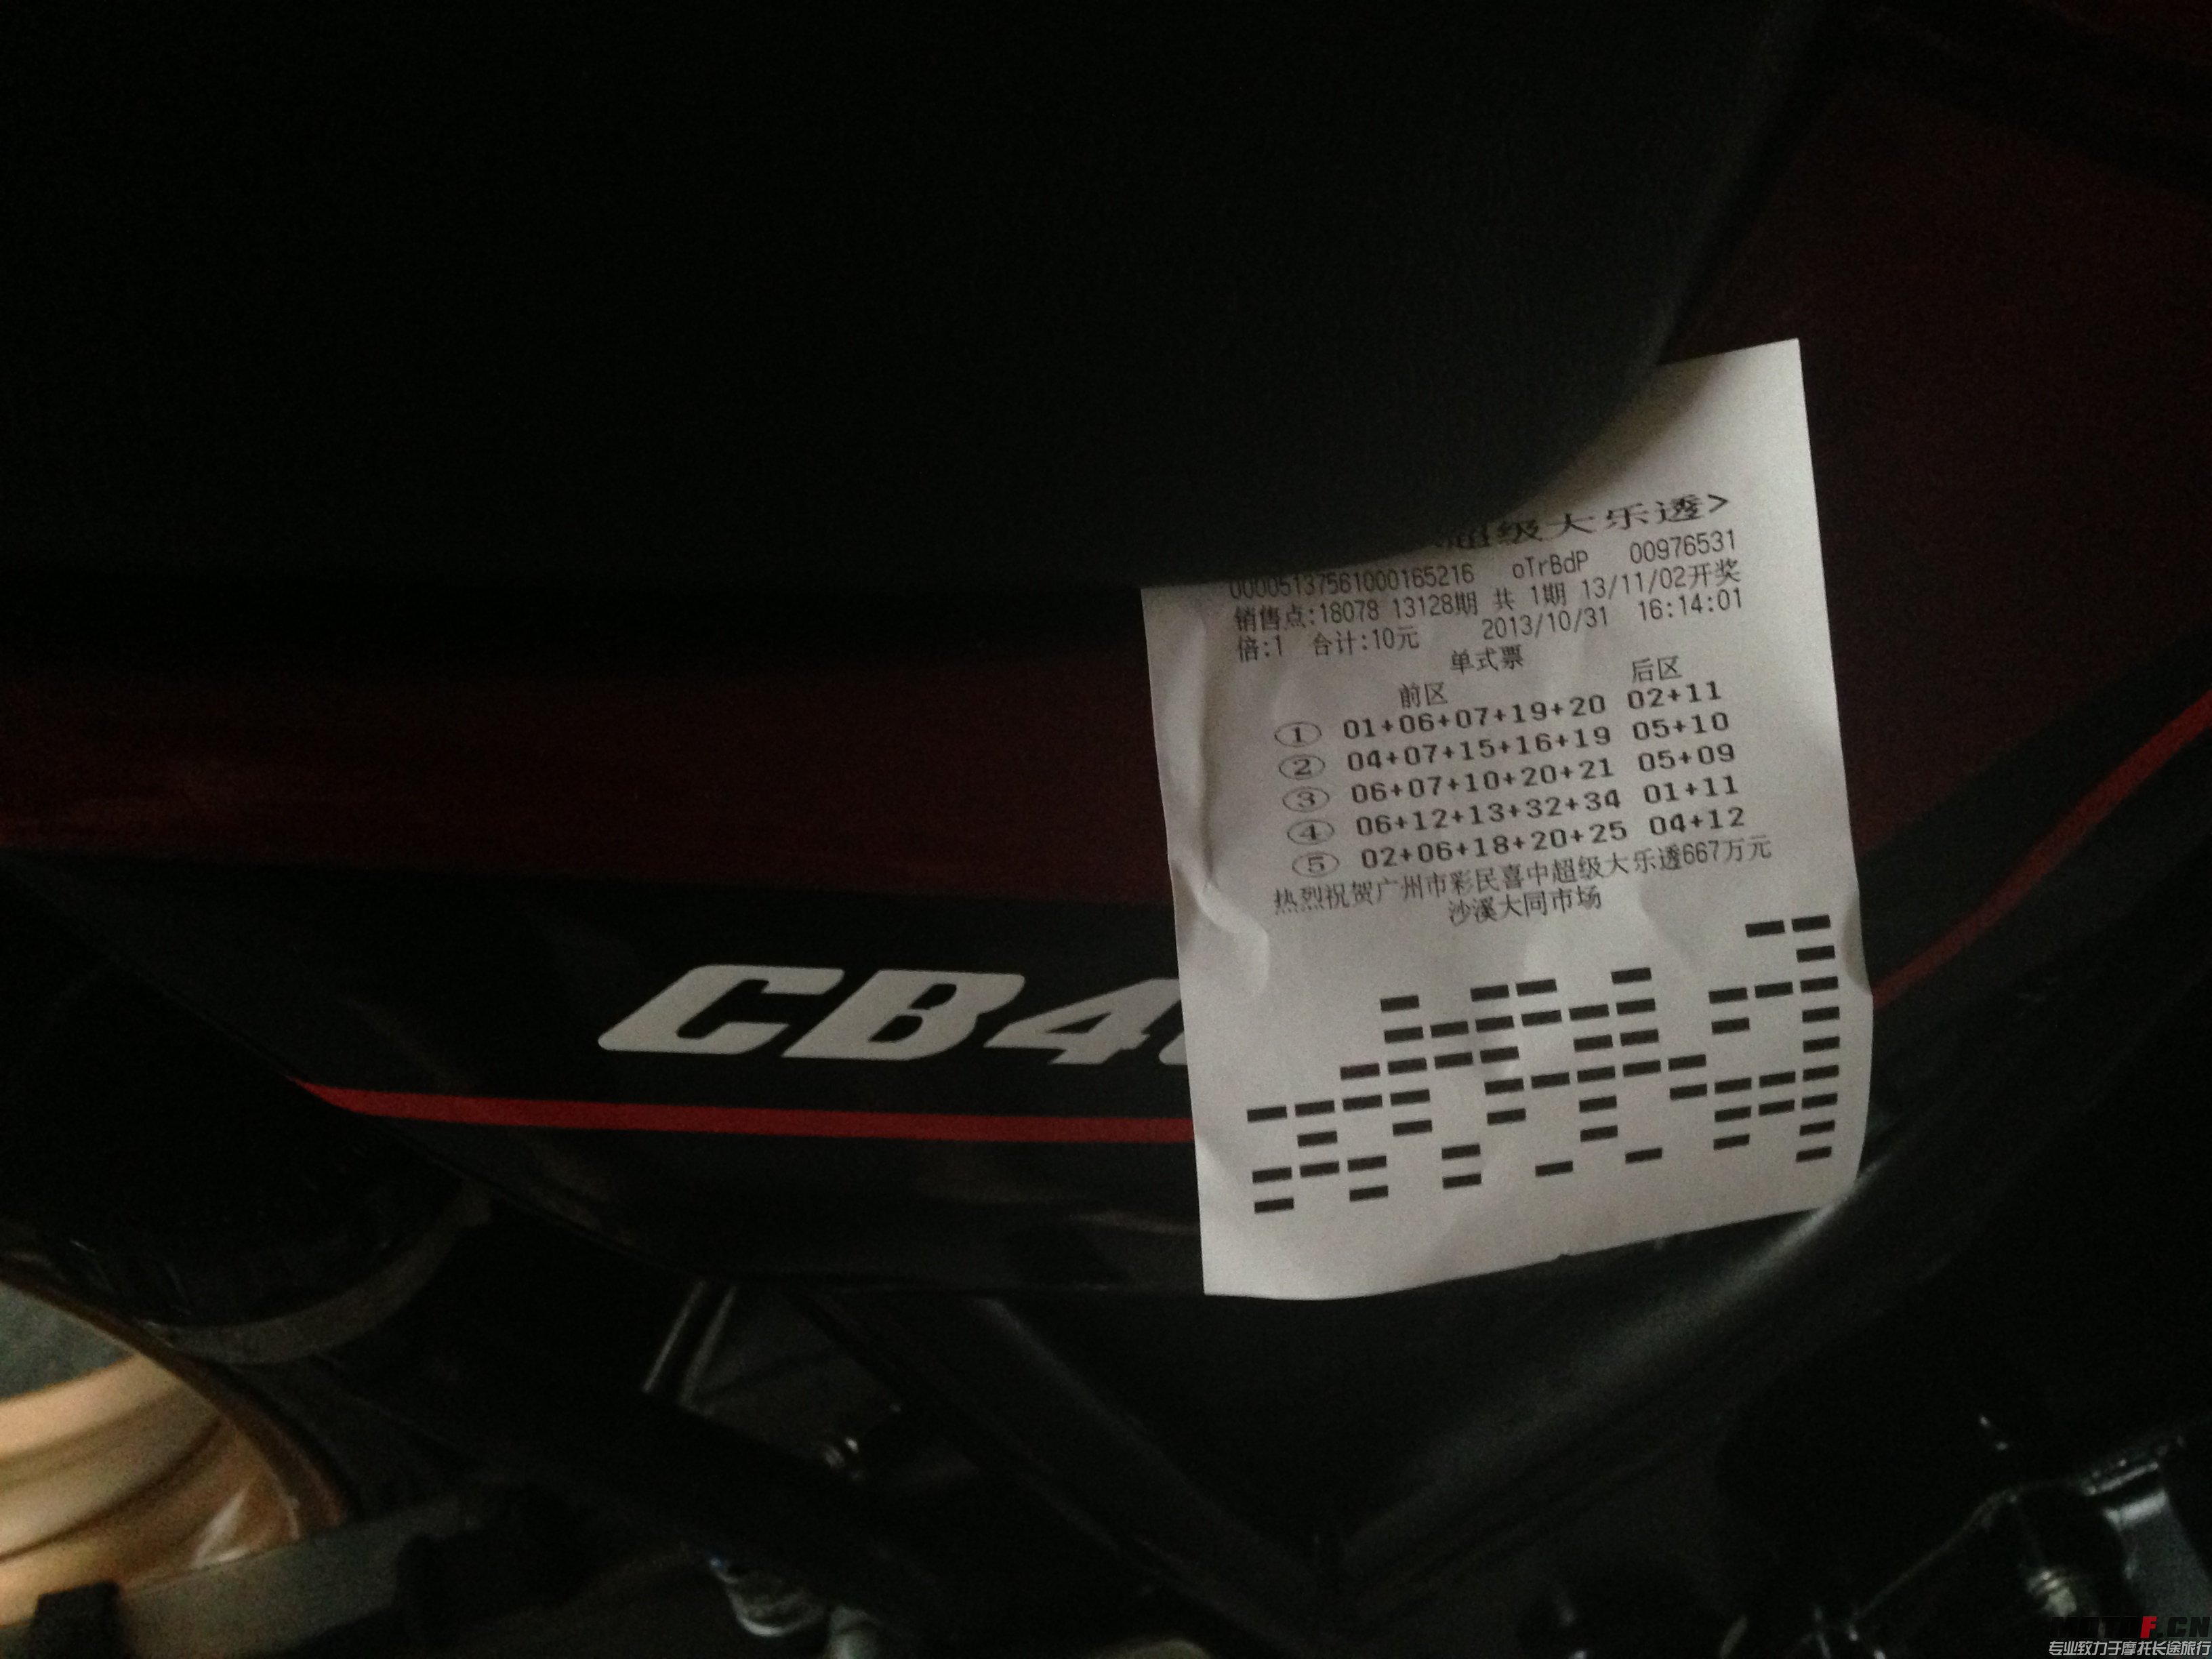 超级大乐透>
00005137561000165216 oTrBdP 00976531
销售点:18078 13128期 共 1期 13/11/02开奖
倍:1 合计:10元 2013/10/31 16:14:01
单式票
前区 后区
① 01+06+07+19+20 02+11
② 04+07+15+16+19 05+10
③ 06+07+10+20+21 05+09
④ 06+12+13+32+34 01+11
⑤ 02+06+18+20+25 04+12
热烈祝贺广州市彩民喜中超级大乐透667万元
沙溪大同市场
CB4
MOTOF.CN
专业致力于摩托长途旅行